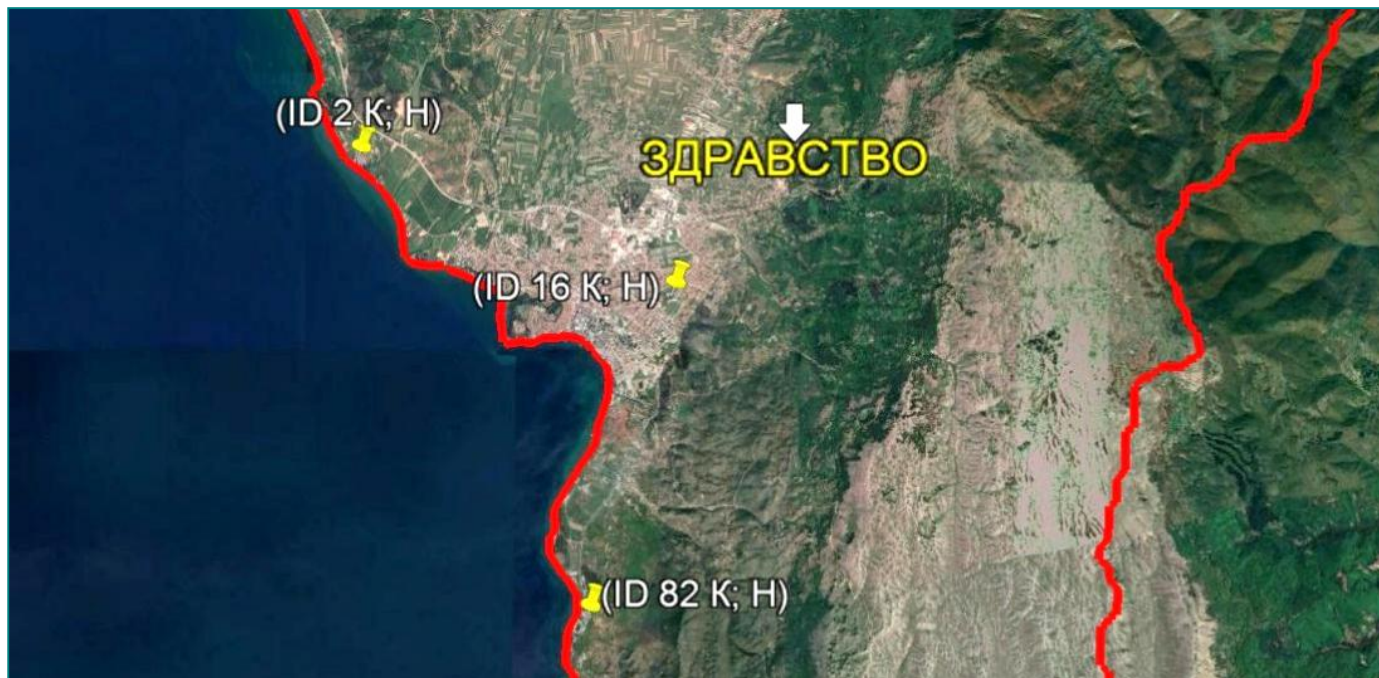 (ID 2 К; Н)
ЗДРАВСТВО
(ID 16 К; Н)
(ID 82 К; Н)